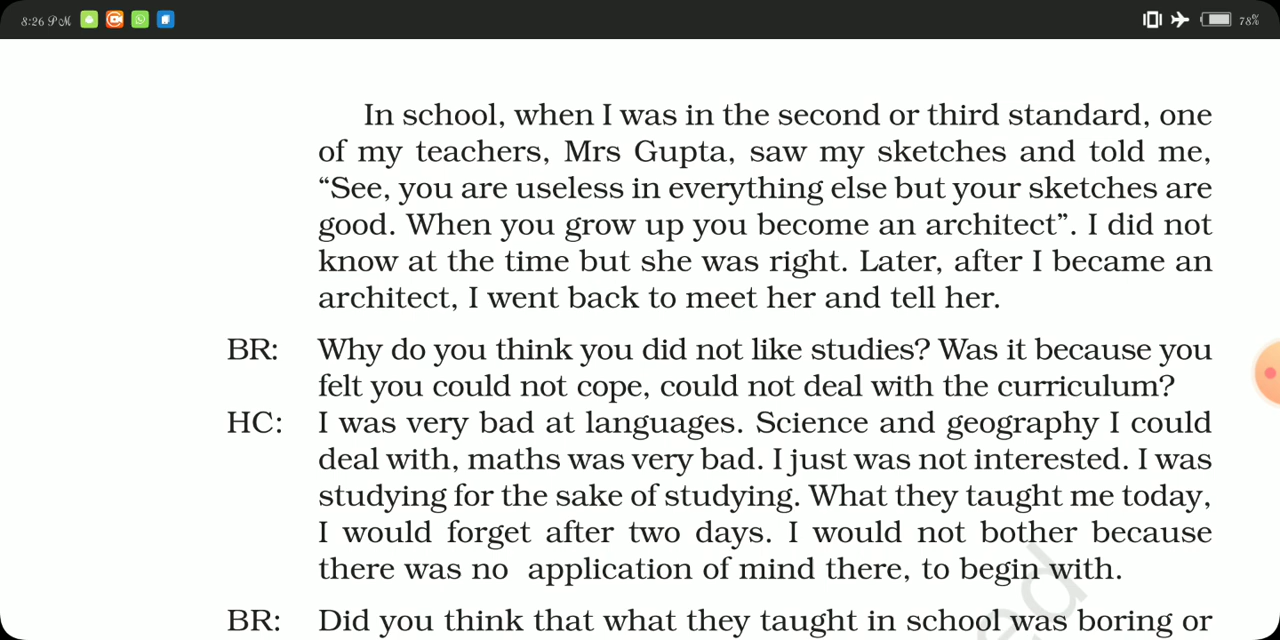 8:26 PM 78%
In school, when I was in the second or third standard, one
of my teachers, Mrs Gupta, saw my sketches and told me,
“See, you are useless in everything else but your sketches are
good. When you grow up you become an architect”. I did not
know at the time but she was right. Later, after I became an
architect, I went back to meet her and tell her.
BR: Why do you think you did not like studies? Was it because you
felt you could not cope, could not deal with the curriculum?
HC: I was very bad at languages. Science and geography I could
deal with, maths was very bad. I just was not interested. I was
studying for the sake of studying. What they taught me today,
I would forget after two days. I would not bother because
there was no application of mind there, to begin with.
BR: Did you think that what they taught in school was boring or